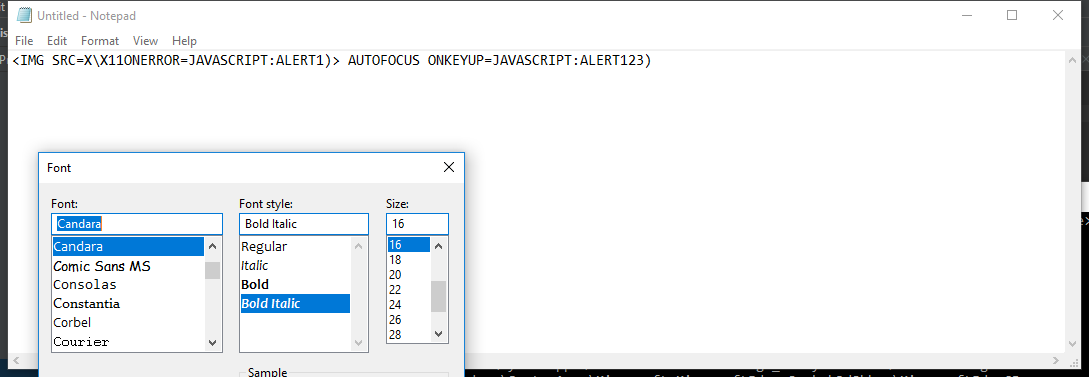 Untitled - Notepad
File Edit Format View Help
<IMG SRC=X\X11ONERROR=JAVASCRIPT:ALERT1)> AUTOFOCUS ONKEYUP=JAVASCRIPT:ALERT123)
Font
Font: Font style: Size:
Candara Bold Italic 16
Candara Regular 16
Comic Sans MS Italic 18
Consolas Bold 20
Constantia Bold Italic 22
Corbel 24
Courier 26
28
Sample